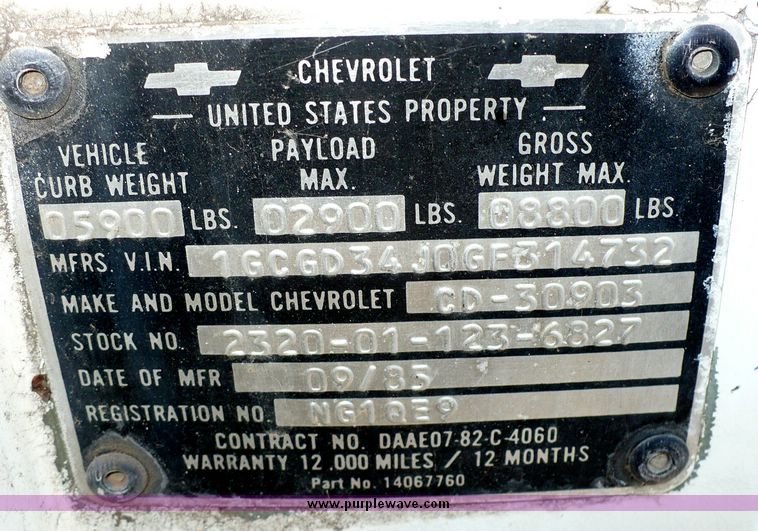 CHEVROLET
UNITED STATES PROPERTY
VEHICLE CURB WEIGHT 05900 LBS.
PAYLOAD MAX. 02900 LBS.
GROSS WEIGHT MAX. 08800 LBS.
MFRS. V.I.N. 1GCGD34J0GF314732
MAKE AND MODEL CHEVROLET CD-30903
STOCK NO. 2320-01-123-6827
DATE OF MFR 09/85
REGISTRATION NO. NG1QE9
CONTRACT NO. DAAE07-82-C-4060
WARRANTY 12,000 MILES / 12 MONTHS
Part No. 14067760
www.purplewave.com